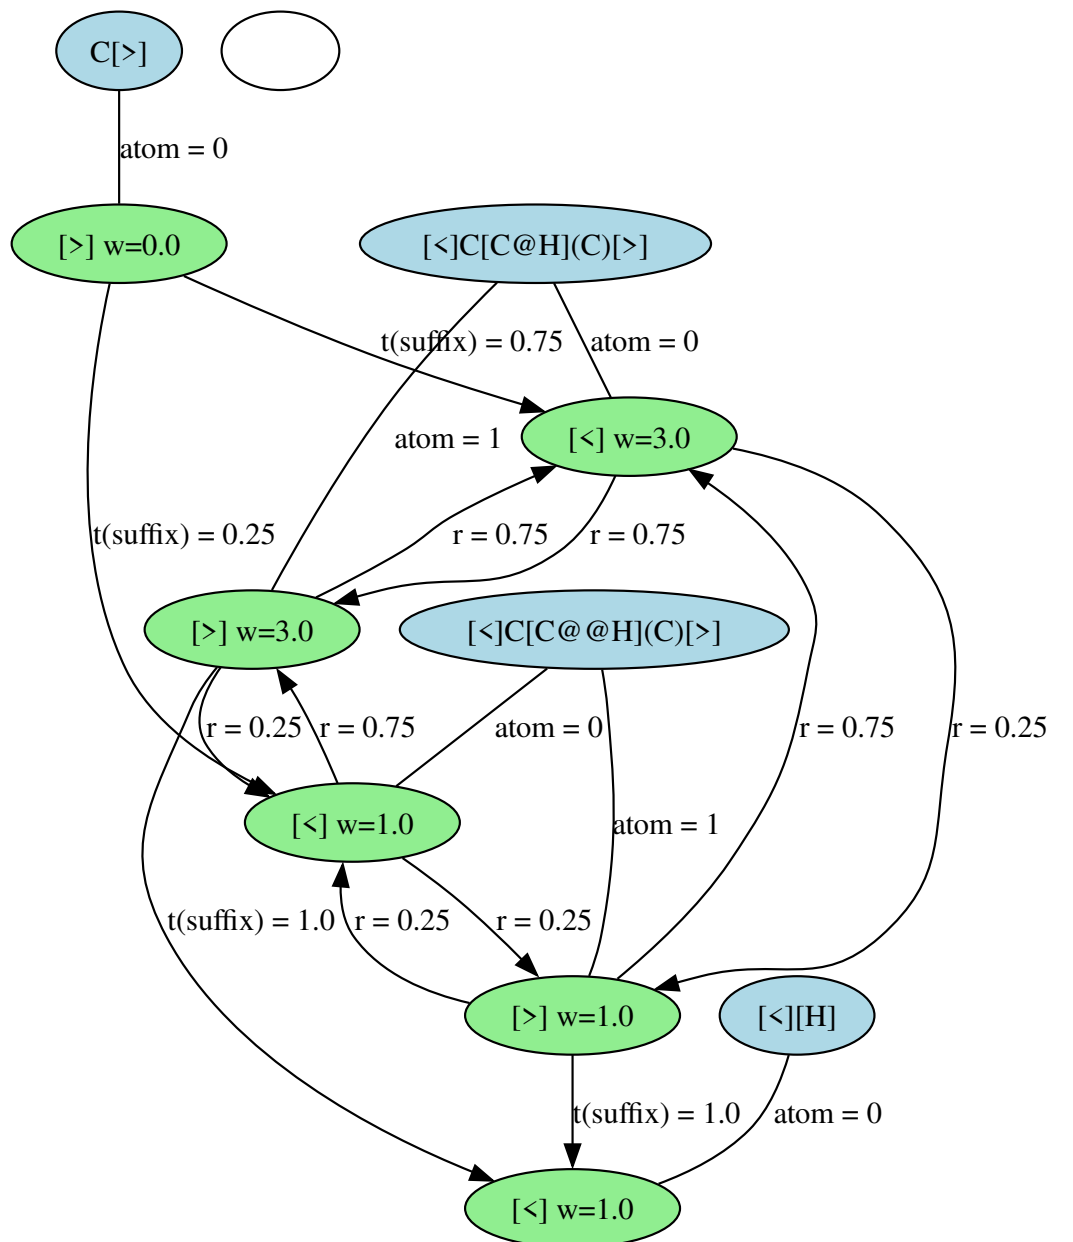 C[>]
atom = 0
[>] w=0.0
[<]C[C@H](C)[>]
t(suffix) = 0.75
atom = 0
atom = 1
[<] w=3.0
t(suffix) = 0.25
r = 0.75
r = 0.75
[>] w=3.0
[<]C[C@@H](C)[>]
r = 0.25
r = 0.75
atom = 0
r = 0.75
r = 0.25
[<] w=1.0
atom = 1
t(suffix) = 1.0
r = 0.25
r = 0.25
[>] w=1.0
[<][H]
t(suffix) = 1.0
atom = 0
[<] w=1.0